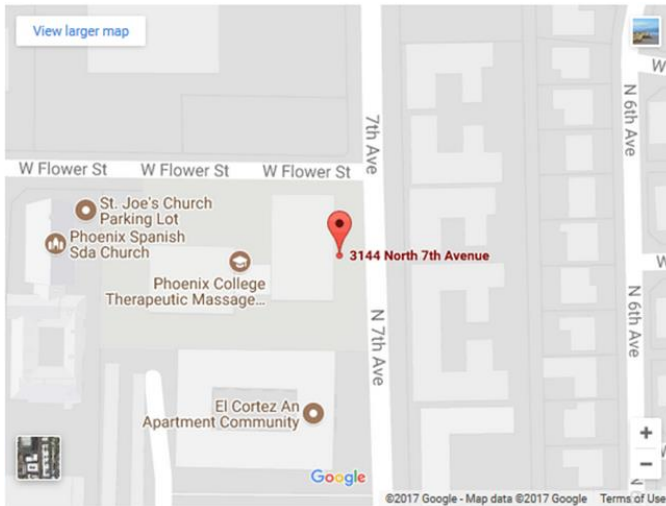 View larger map
W Flower St
W Flower St
W Flower St
7th Ave
N 6th Ave
St. Joe's Church
Parking Lot
Phoenix Spanish
Sda Church
3144 North 7th Avenue
Phoenix College
Therapeutic Massage...
N 7th Ave
N 6th Ave
El Cortez An
Apartment Community
+
−
Google
©2017 Google - Map data ©2017 Google
Terms of Use